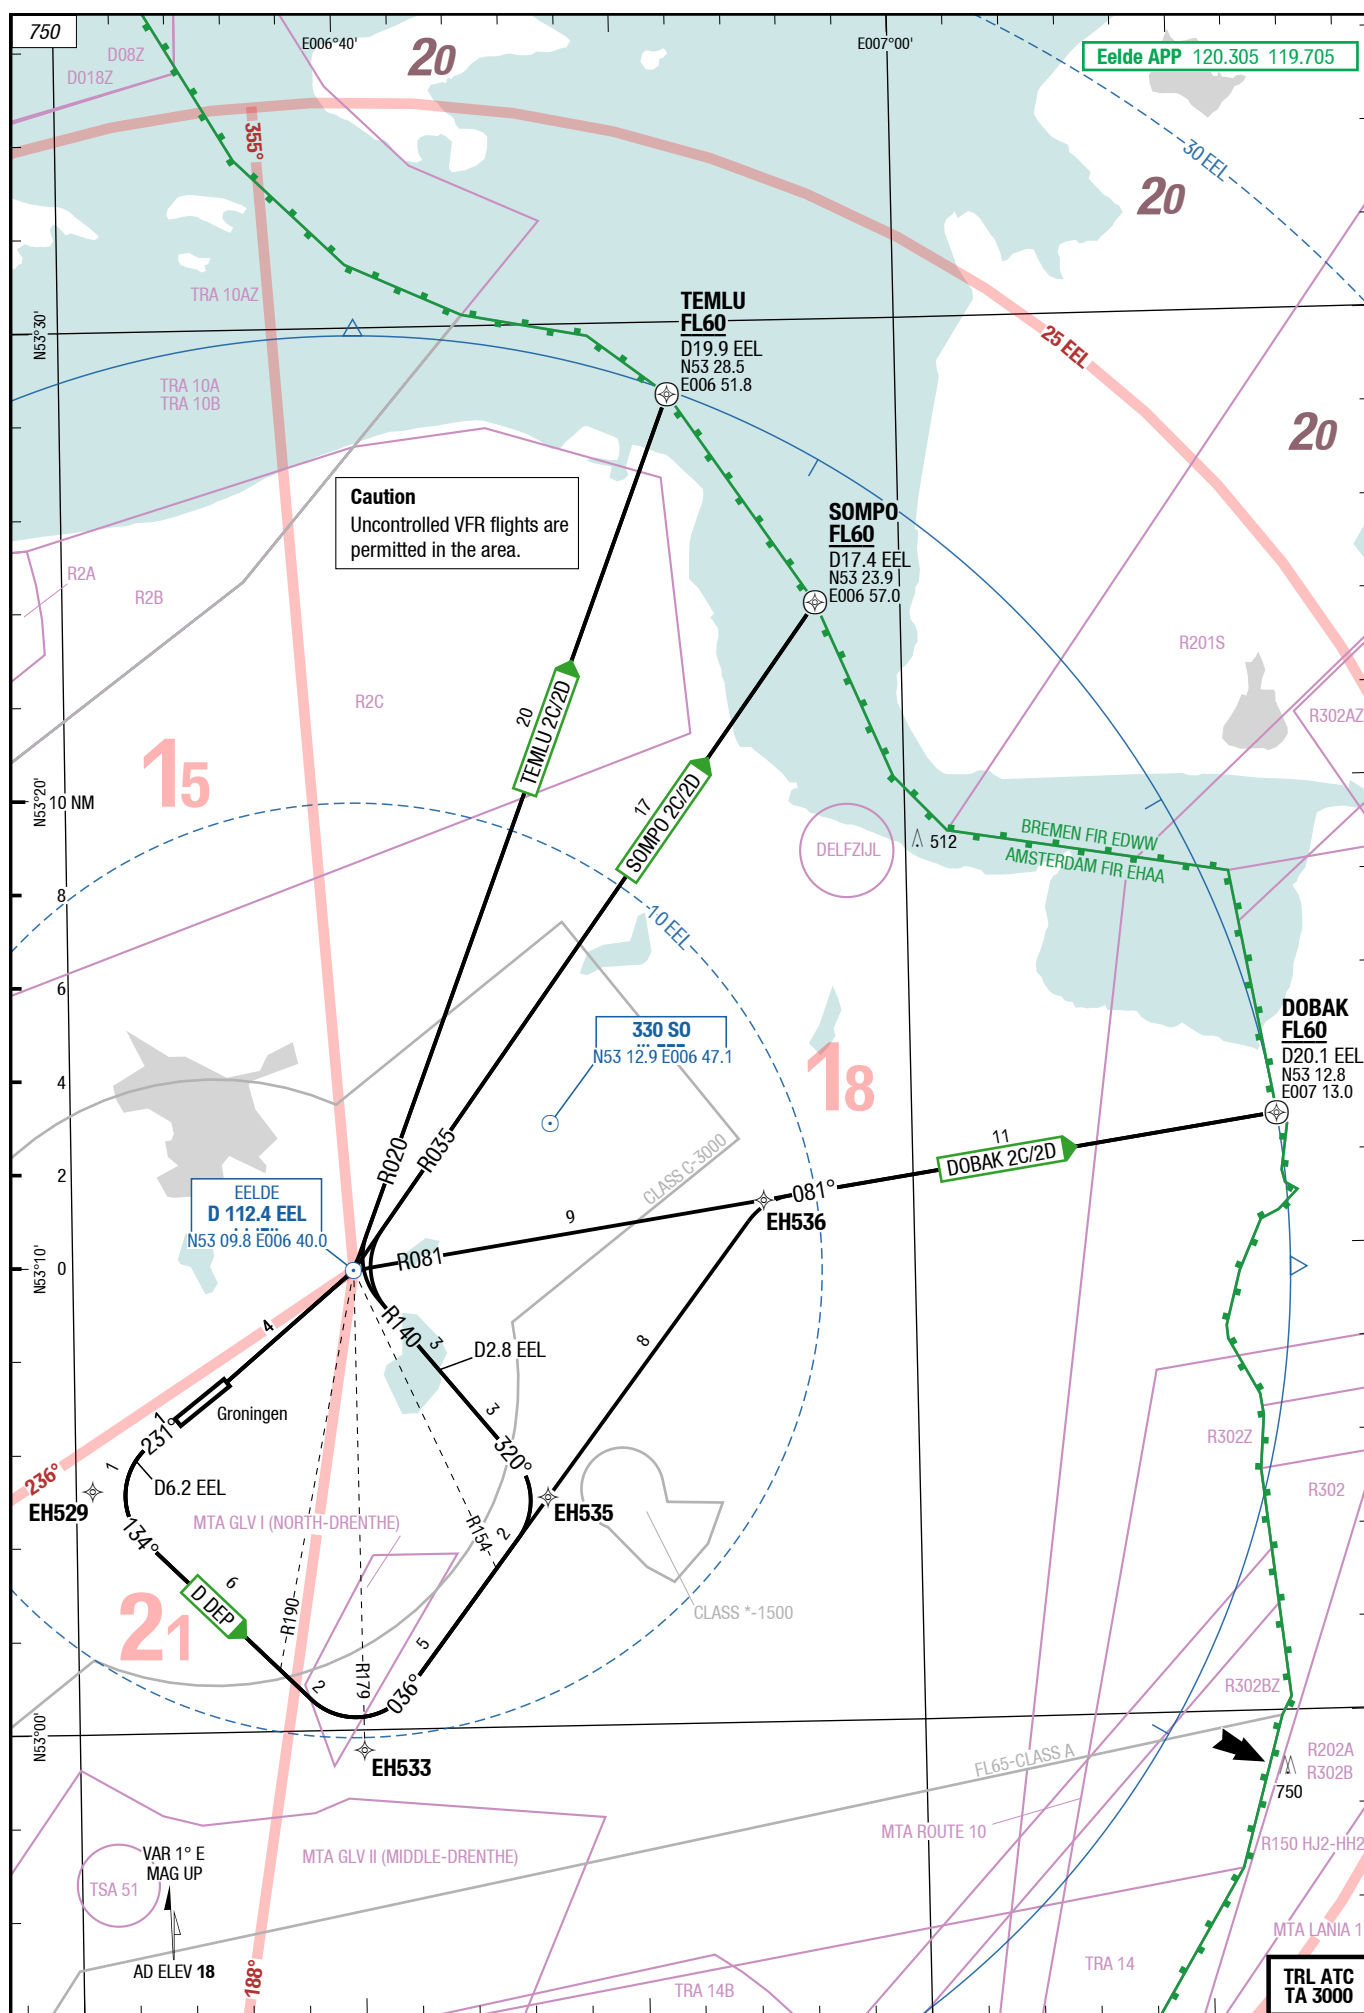 750
D08Z
D018Z
E006°40'
20
E007°00'
Eelde APP 120.305 119.705
355°
30 EEL
20
TRA 10AZ
N53°30'
TEMLU
FL60
D19.9 EEL
N53 28.5
E006 51.8
25 EEL
TRA 10A
TRA 10B
20
Caution
Uncontrolled VFR flights are
permitted in the area.
SOMPO
FL60
D17.4 EEL
N53 23.9
E006 57.0
R2A
R2B
R201S
R2C
R302AZ
20
TEMLU 2C/2D
15
N53°20'
10 NM
17
SOMPO 2C/2D
DELFZIJL
512
BREMEN FIR EDWW
AMSTERDAM FIR EHAA
8
10 EEL
6
330 SO
N53 12.9 E006 47.1
18
DOBAK
FL60
D20.1 EEL
N53 12.8
E007 13.0
4
CLASS C-3000
R020
R035
11
DOBAK 2C/2D
2
EELDE
D 112.4 EEL
N53 09.8 E006 40.0
081°
EH536
9
R081
N53°10'
0
4
R140
3
D2.8 EEL
8
Groningen
1
231°
3
320°
R302Z
236°
1
D6.2 EEL
EH529
EH535
R302
134°
MTA GLV I (NORTH-DRENTHE)
R154
2
6
D DEP
21
CLASS *-1500
R190
5
R179
2
036°
R302BZ
N53°00'
EH533
FL65-CLASS A
R202A
R302B
750
MTA ROUTE 10
R150 HJ2-HH2
VAR 1° E
MAG UP
MTA GLV II (MIDDLE-DRENTHE)
TSA 51
MTA LANIA 1
AD ELEV 18
188°
TRA 14B
TRA 14
TRL ATC
TA 3000